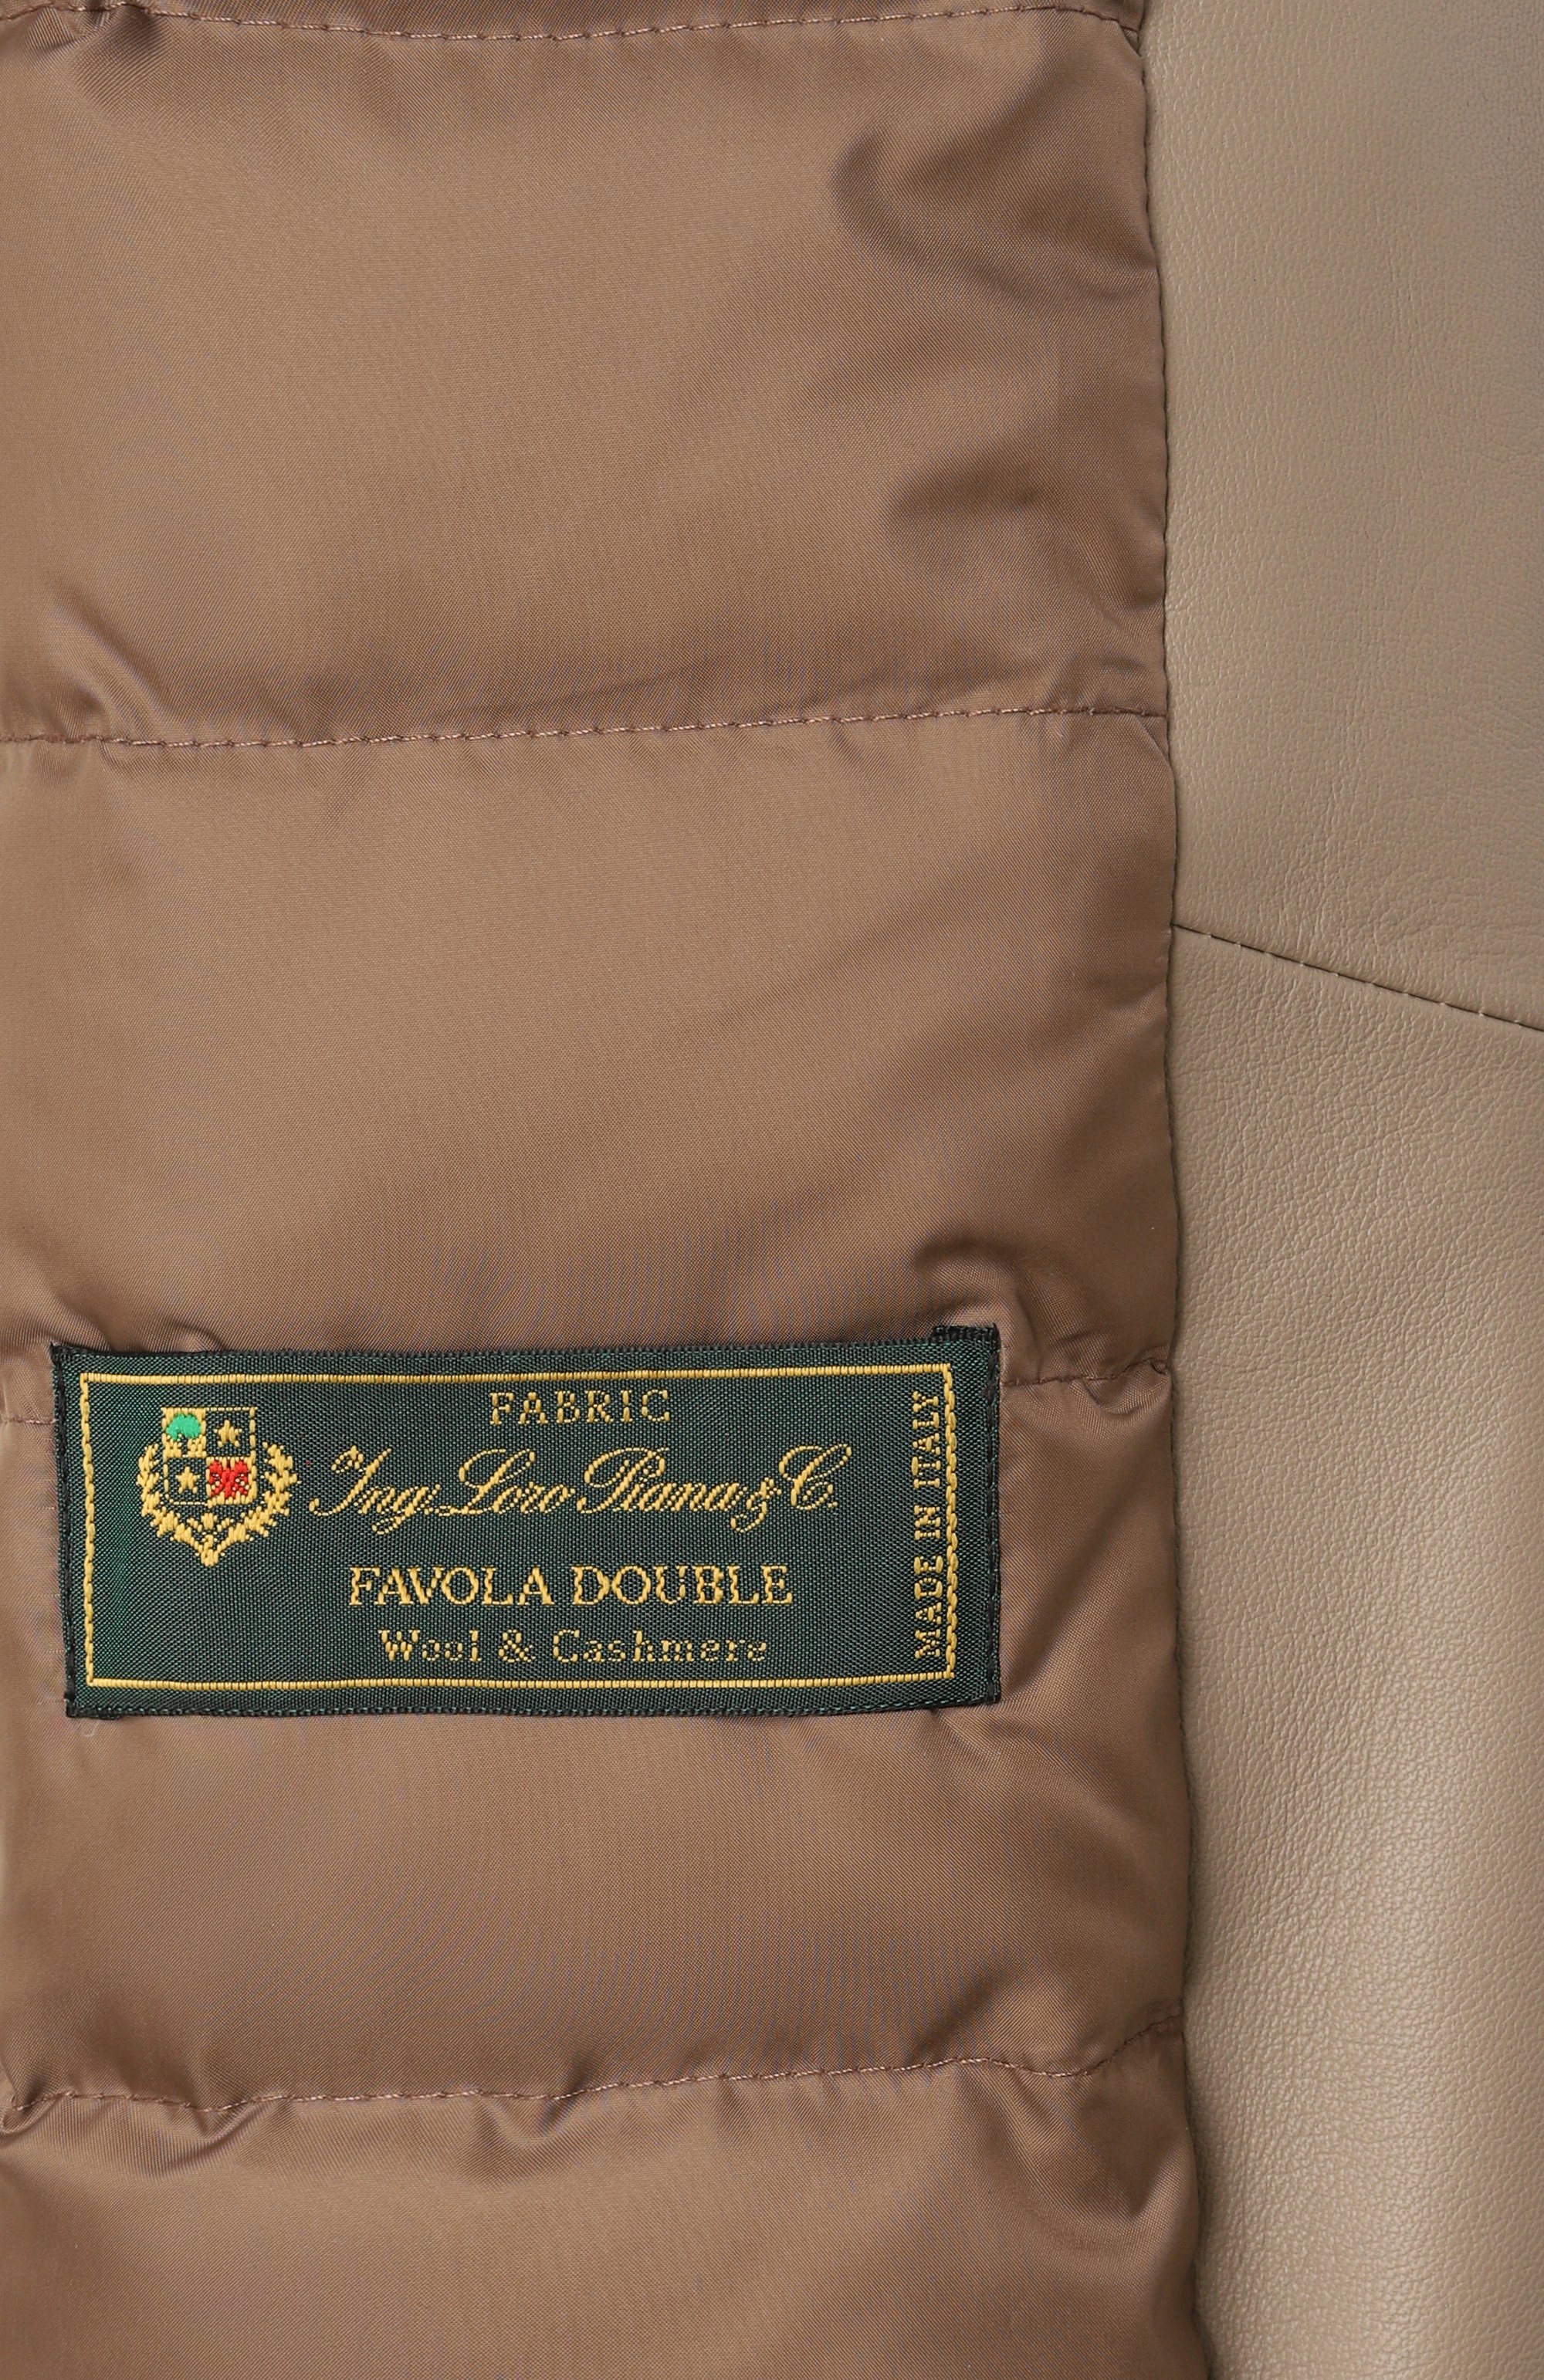 FABRIC
Ing. Loro Piana & C.
FAVOLA DOUBLE
Wool & Cashmere
MADE IN ITALY